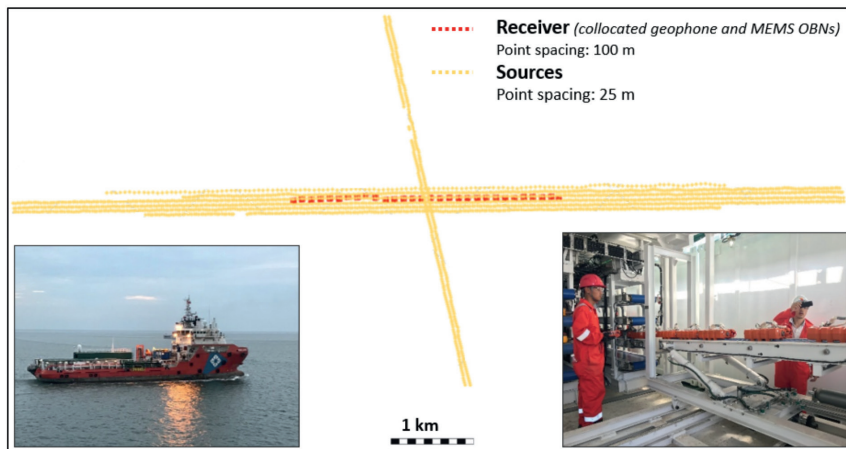 Receiver (collocated geophone and MEMS OBNs)
Point spacing: 100 m
Sources
Point spacing: 25 m
1 km